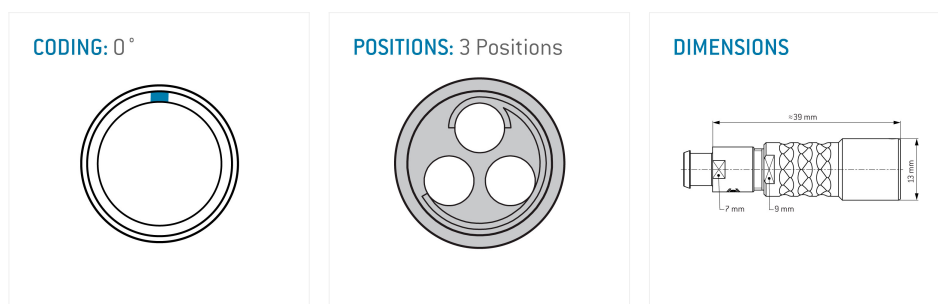 CODING: 0°
POSITIONS: 3 Positions
DIMENSIONS
≈39 mm
13 mm
7 mm
9 mm